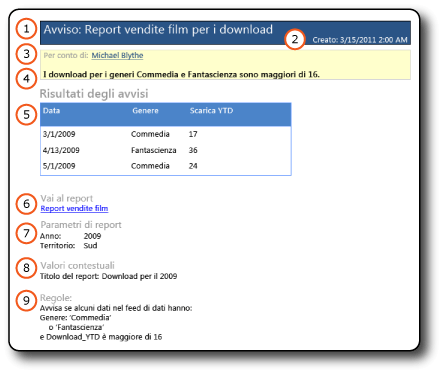 1 Avviso: Report vendite film per i download
2 Creato: 3/15/2011 2:00 AM
3 Per conto di: Michael Blythe
4 I download per i generi Commedia e Fantascienza sono maggiori di 16.
Risultati degli avvisi
5 Data Genere Scarica YTD
3/1/2009 Commedia 17
4/13/2009 Fantascienza 36
5/1/2009 Commedia 24
6 Vai al report
Report vendite film
7 Parametri di report
Anno: 2009
Territorio: Sud
8 Valori contestuali
Titolo del report: Download per il 2009
9 Regole:
Avvisa se alcuni dati nel feed di dati hanno:
Genere: 'Commedia'
o 'Fantascienza'
e Download_YTD è maggiore di 16